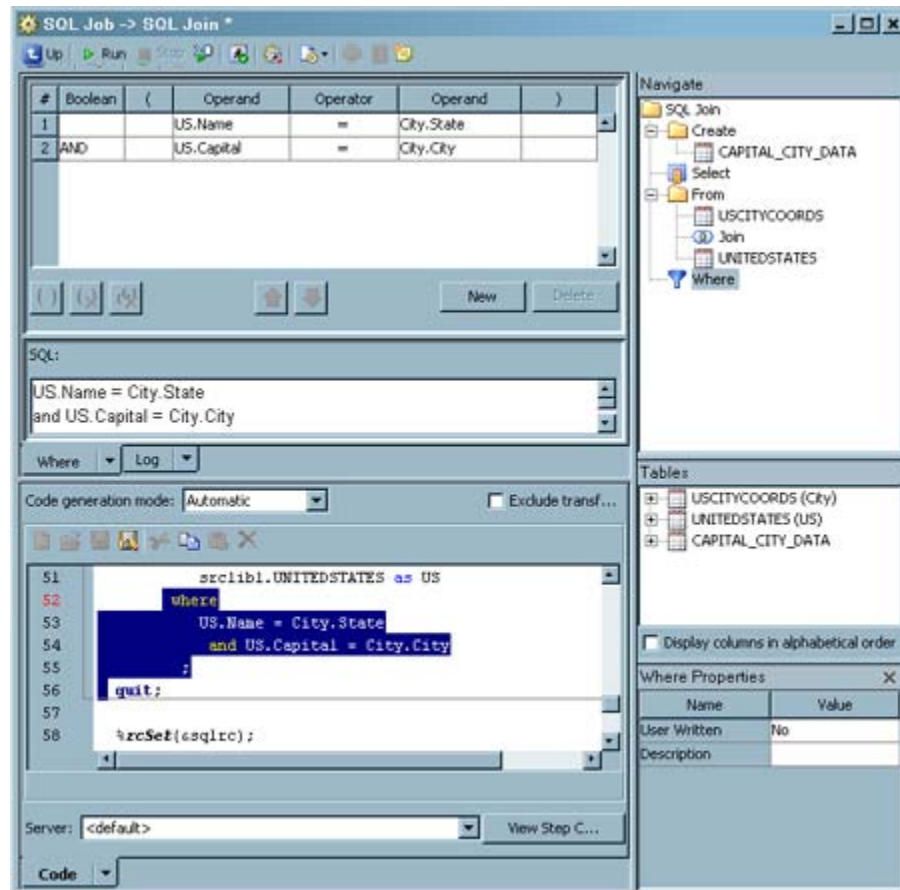 SQL Job -> SQL Join *
Up Run Stop
# Boolean ( Operand Operator Operand )
1 US.Name = City.State
2 AND US.Capital = City.City
New Delete
SQL:
US.Name = City.State
and US.Capital = City.City
Where Log
Code generation mode: Automatic Exclude transf...
51 srclib1.UNITEDSTATES as US
52 where
53 US.Name = City.State
54 and US.Capital = City.City
55 ;
56 quit;
57
58 %rcSet(&sqlrc);
Server: <default> View Step C...
Code
Navigate
SQL Join
Create
CAPITAL_CITY_DATA
Select
From
USCITYCOORDS
Join
UNITEDSTATES
Where
Tables
USCITYCOORDS (City)
UNITEDSTATES (US)
CAPITAL_CITY_DATA
Display columns in alphabetical order
Where Properties
Name Value
User Written No
Description